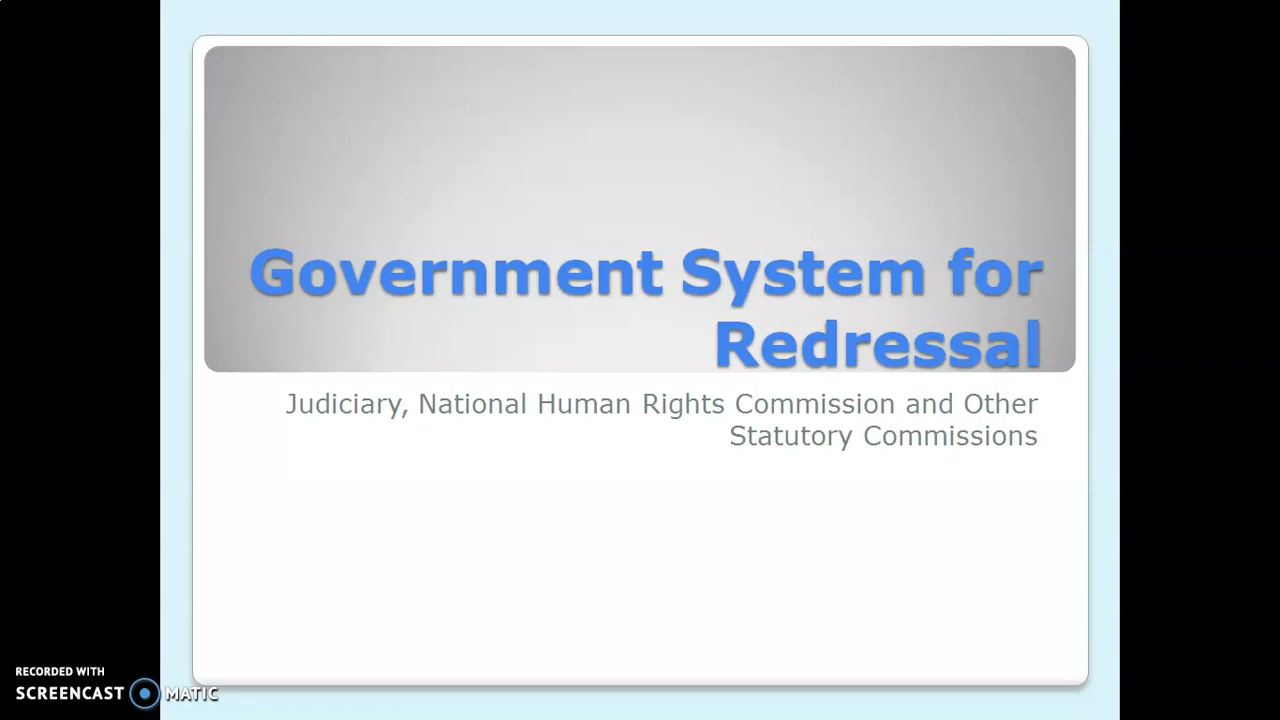 Government System for
Redressal
Judiciary, National Human Rights Commission and Other
Statutory Commissions
RECORDED WITH
SCREENCAST MATIC